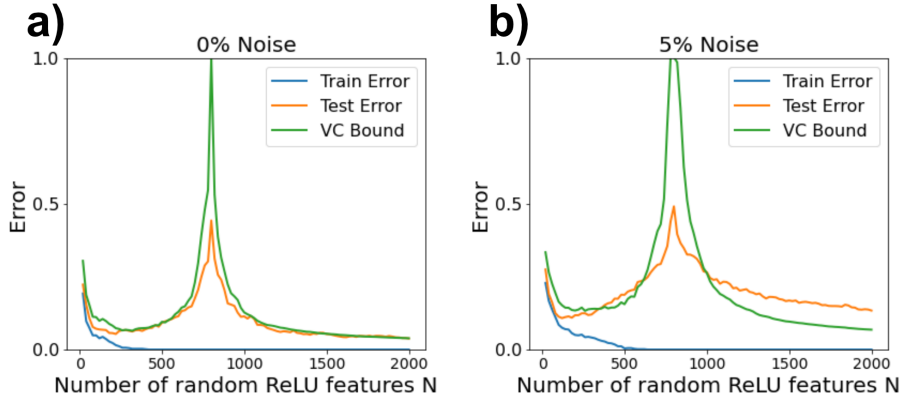 a)
0% Noise
Train Error
Test Error
VC Bound
1.0
0.5
0.0
Error
0
500
1000
1500
2000
Number of random ReLU features N
b)
5% Noise
Train Error
Test Error
VC Bound
1.0
0.5
0.0
Error
0
500
1000
1500
2000
Number of random ReLU features N